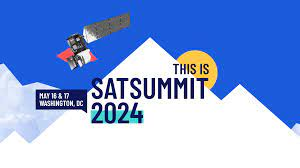 THIS IS
SATSUMMIT
2024
MAY 16 & 17
WASHINGTON, DC